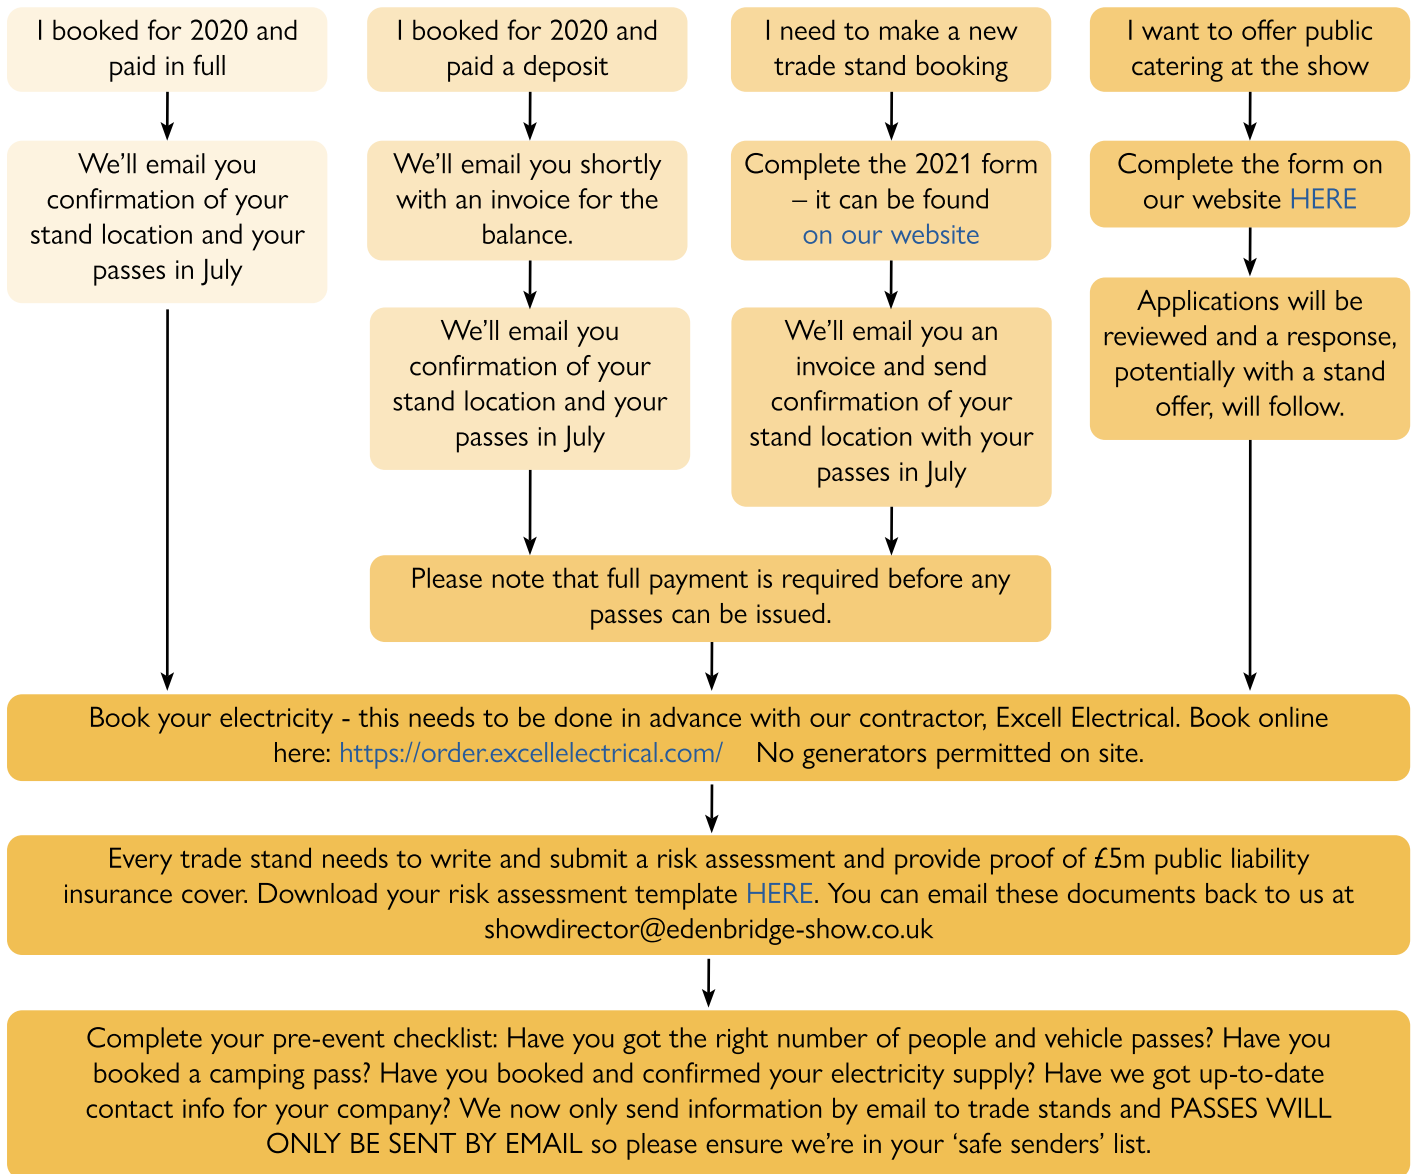 I booked for 2020 and
paid in full
We’ll email you
confirmation of your
stand location and your
passes in July
I booked for 2020 and
paid a deposit
We’ll email you shortly
with an invoice for the
balance.
We’ll email you
confirmation of your
stand location and your
passes in July
I need to make a new
trade stand booking
Complete the 2021 form
– it can be found
on our website
We’ll email you an
invoice and send
confirmation of your
stand location with your
passes in July
Please note that full payment is required before any
passes can be issued.
I want to offer public
catering at the show
Complete the form on
our website HERE
Applications will be
reviewed and a response,
potentially with a stand
offer, will follow.
Book your electricity - this needs to be done in advance with our contractor, Excell Electrical. Book online
here: https://order.excellelectrical.com/ No generators permitted on site.
Every trade stand needs to write and submit a risk assessment and provide proof of £5m public liability
insurance cover. Download your risk assessment template HERE. You can email these documents back to us at
showdirector@edenbridge-show.co.uk
Complete your pre-event checklist: Have you got the right number of people and vehicle passes? Have you
booked a camping pass? Have you booked and confirmed your electricity supply? Have we got up-to-date
contact info for your company? We now only send information by email to trade stands and PASSES WILL
ONLY BE SENT BY EMAIL so please ensure we’re in your ‘safe senders’ list.